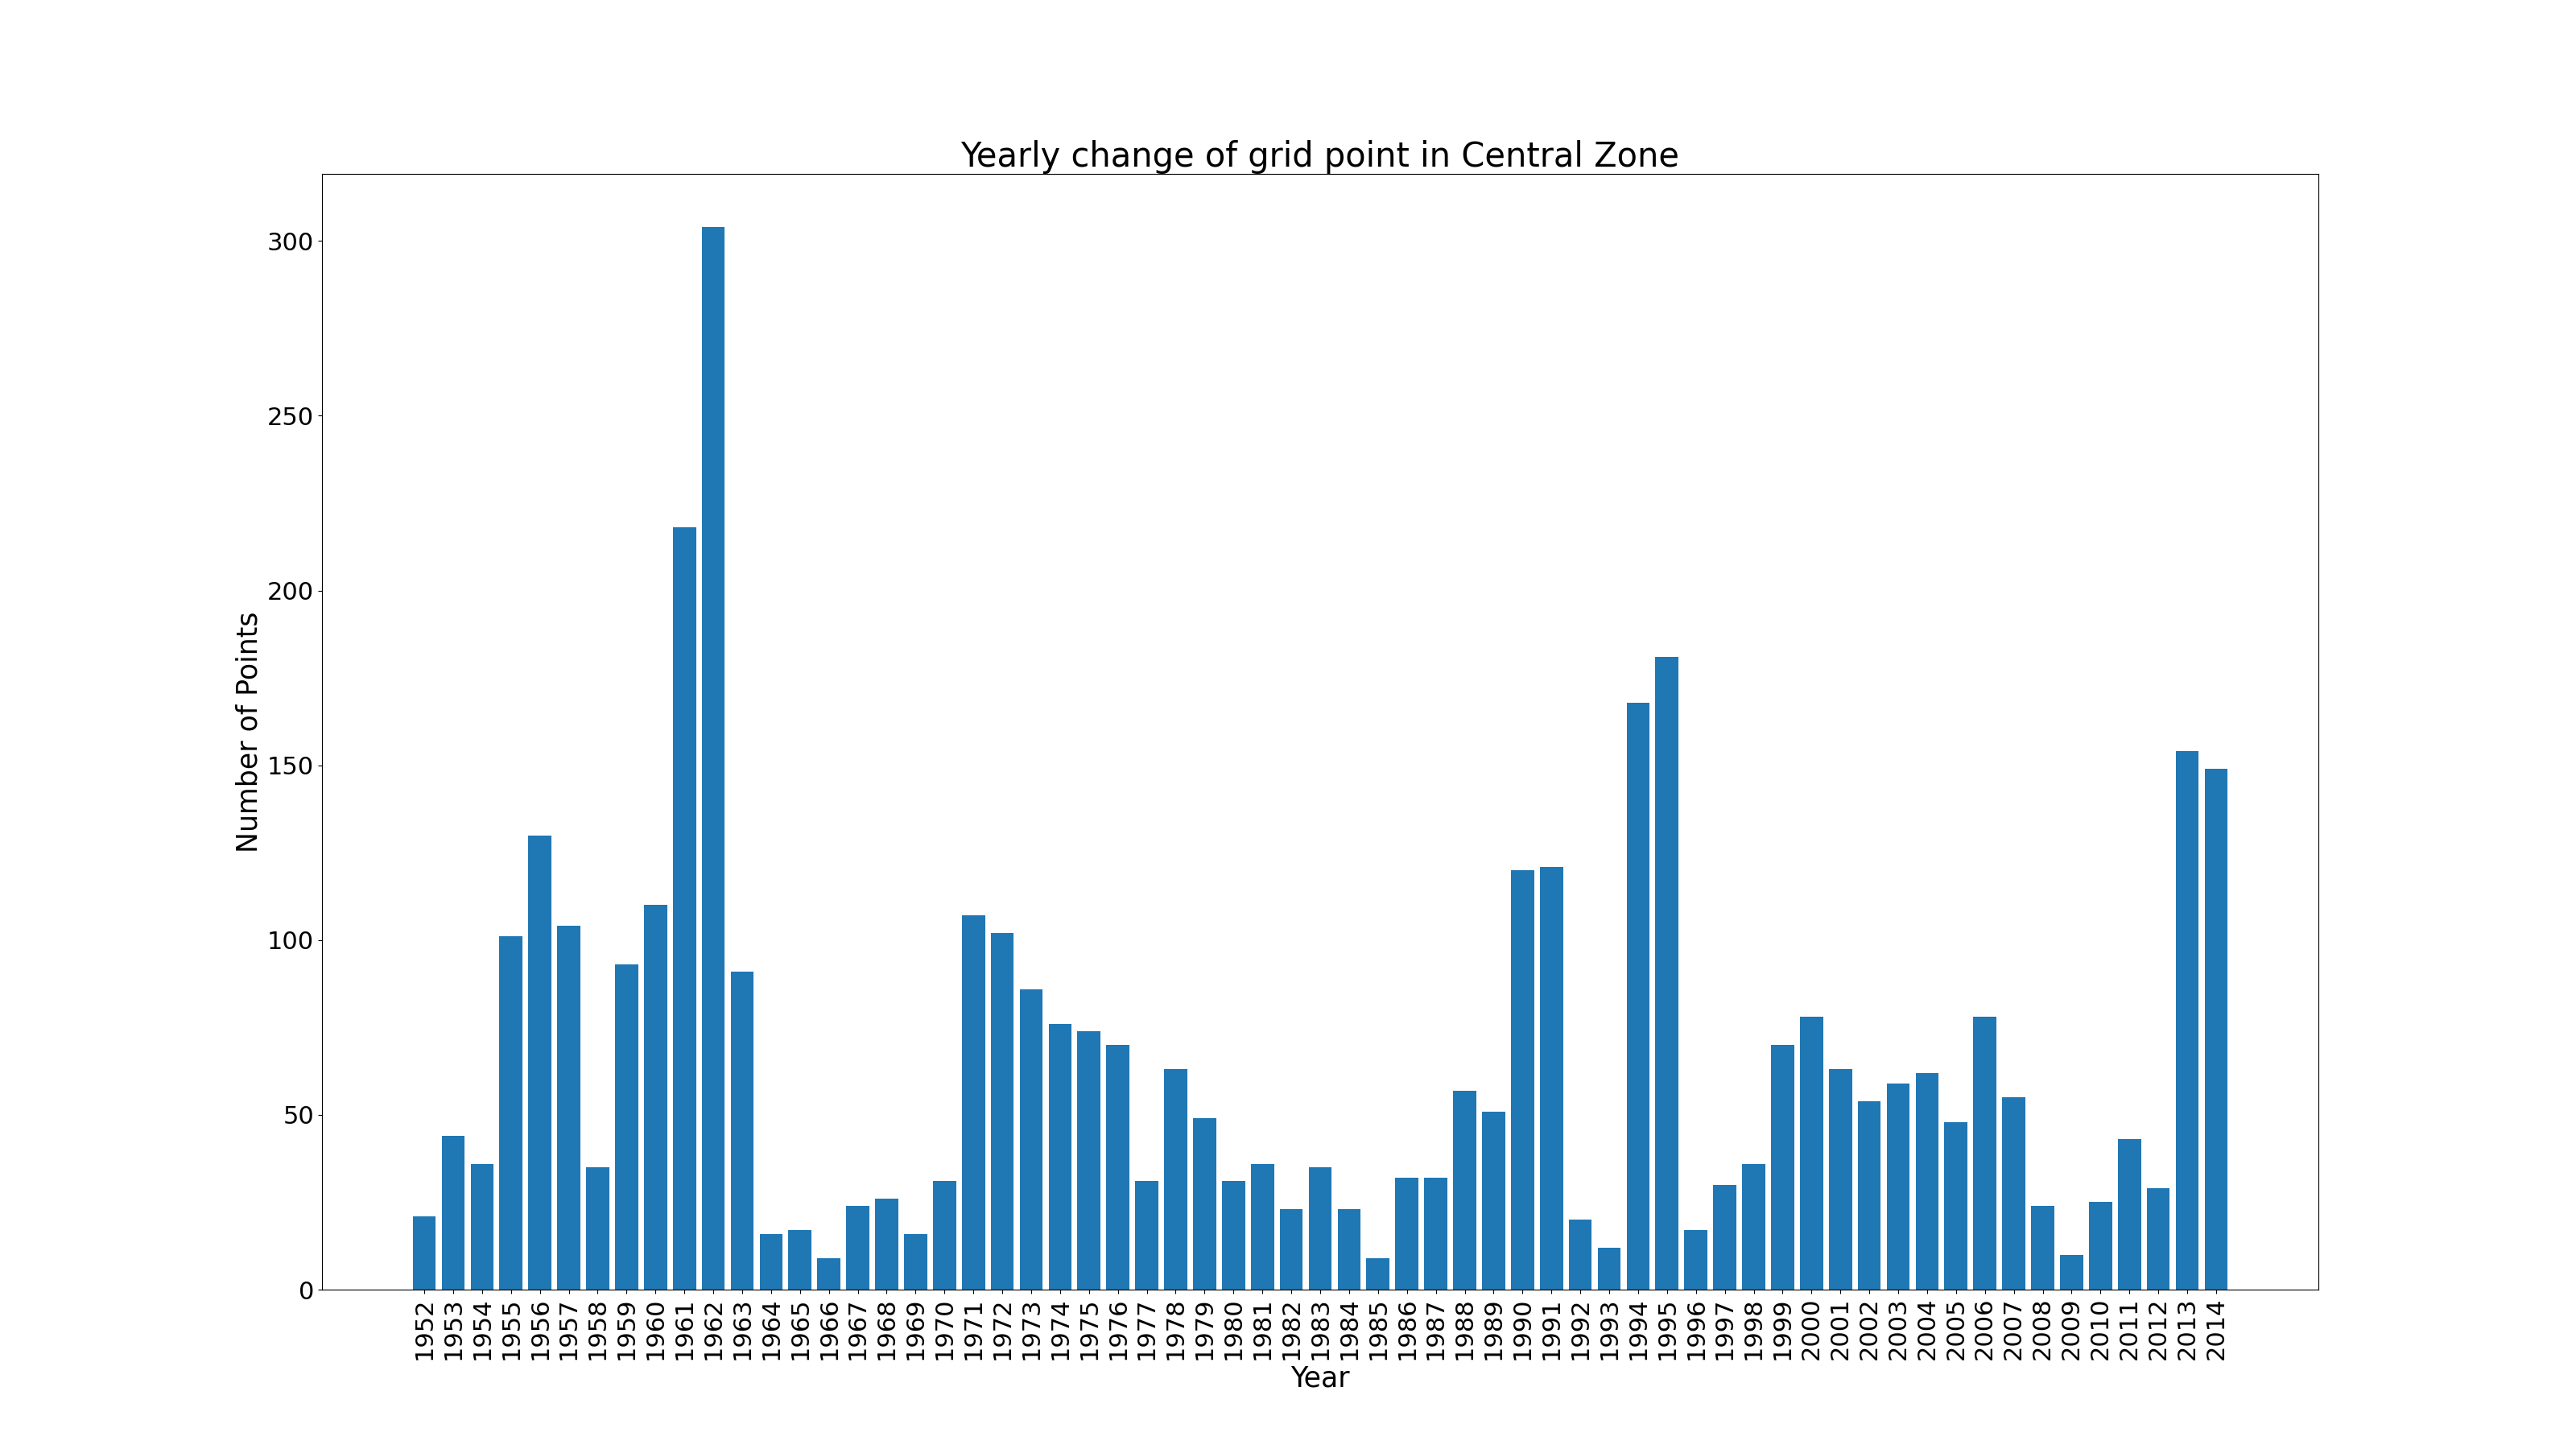 Yearly change of grid point in Central Zone
300
250
200
150
100
50
0
Number of Points
1952 1953 1954 1955 1956 1957 1958 1959 1960 1961 1962 1963 1964 1965 1966 1967 1968 1969 1970 1971 1972 1973 1974 1975 1976 1977 1978 1979 1980 1981 1982 1983 1984 1985 1986 1987 1988 1989 1990 1991 1992 1993 1994 1995 1996 1997 1998 1999 2000 2001 2002 2003 2004 2005 2006 2007 2008 2009 2010 2011 2012 2013 2014
Year